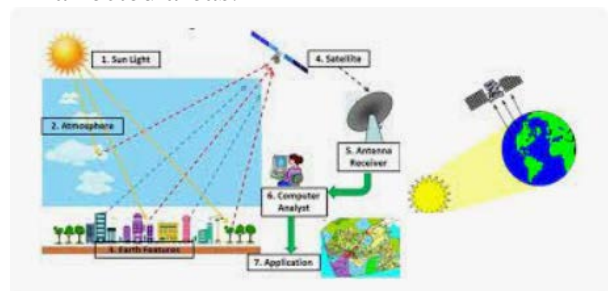 1. Sun Light
4. Satellite
2. Atmosphere
5. Antenna
Receiver
6. Computer
Analyst
3. Earth Features
7. Application